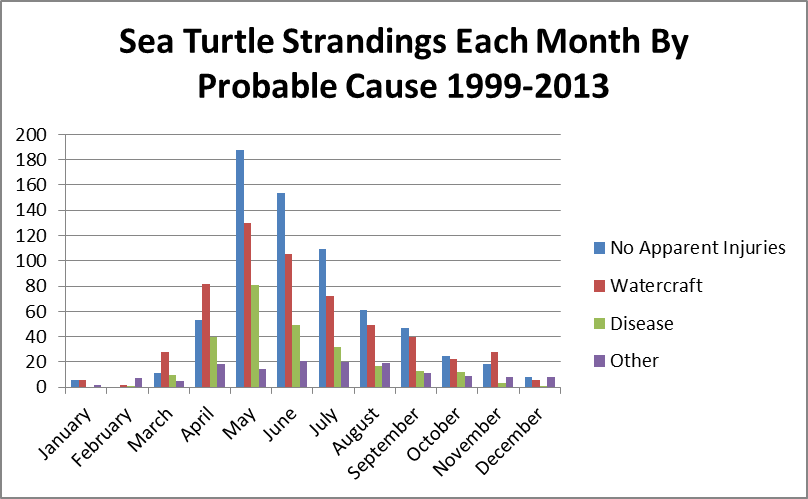 Sea Turtle Strandings Each Month By
Probable Cause 1999-2013
200
180
160
140
120
100
80
60
40
20
0
January
February
March
April
May
June
July
August
September
October
November
December
No Apparent Injuries
Watercraft
Disease
Other